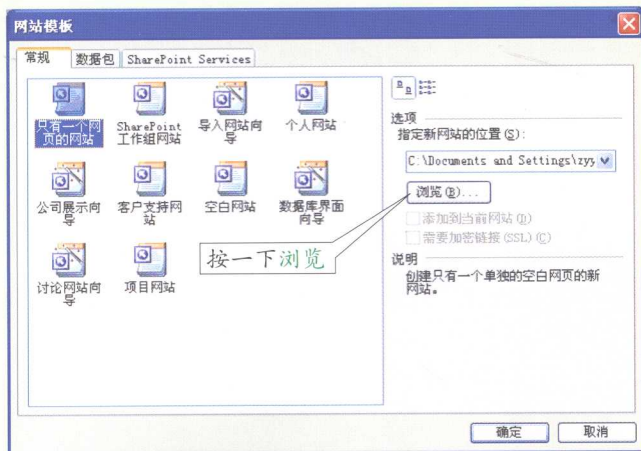 网站模板
常规 数据包 SharePoint Services
只有一个网
页的网站
SharePoint
工作组网站
导入网站向
导
个人网站
公司展示向
导
客户支持网
站
空白网站
数据库界面
向导
讨论网站向
导
项目网站
按一下浏览
选项
指定新网站的位置(S):
C:\Documents and Settings\zyy
浏览(R)...
添加到当前网站(D)
需要加密链接(SSL)(C)
说明
创建只有一个单独的空白网页的新
网站。
确定 取消